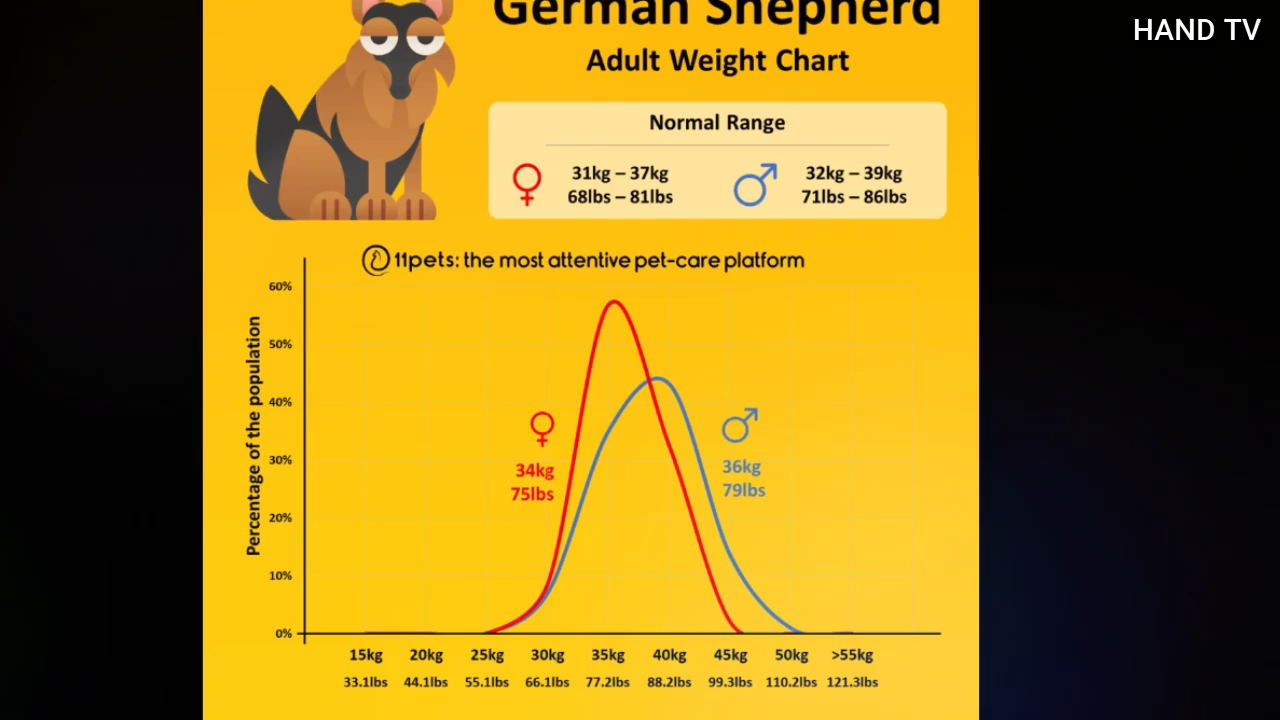 HAND TV
German Shepherd
Adult Weight Chart
Normal Range
31kg – 37kg
68lbs – 81lbs
32kg – 39kg
71lbs – 86lbs
11pets: the most attentive pet-care platform
Percentage of the population
60%
50%
40%
30%
20%
10%
0%
34kg
75lbs
36kg
79lbs
15kg 20kg 25kg 30kg 35kg 40kg 45kg 50kg >55kg
33.1lbs 44.1lbs 55.1lbs 66.1lbs 77.2lbs 88.2lbs 99.3lbs 110.2lbs 121.3lbs